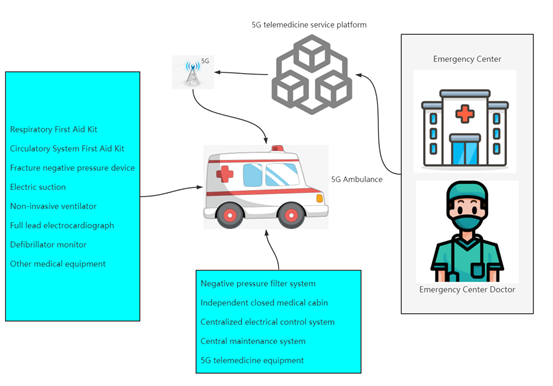 5G telemedicine service platform
5G
Emergency Center
Respiratory First Aid Kit
Circulatory System First Aid Kit
Fracture negative pressure device
Electric suction
Non-invasive ventilator
Full lead electrocardiograph
Defibrillator monitor
Other medical equipment
5G Ambulance
Emergency Center Doctor
Negative pressure filter system
Independent closed medical cabin
Centralized electrical control system
Central maintenance system
5G telemedicine equipment